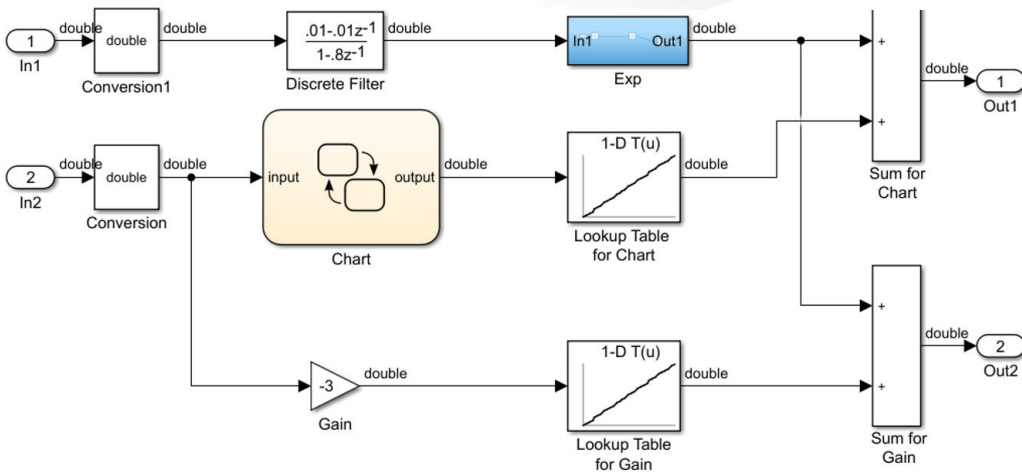 1
In1
double
double
Conversion1
double
.01-.01z-1
1-.8z-1
Discrete Filter
double
In1
Out1
Exp
double
+
+
Sum for
Chart
double
1
Out1
2
In2
double
double
Conversion
double
input
output
Chart
double
1-D T(u)
Lookup Table
for Chart
double
-3
Gain
double
1-D T(u)
Lookup Table
for Gain
double
+
+
Sum for
Gain
double
2
Out2